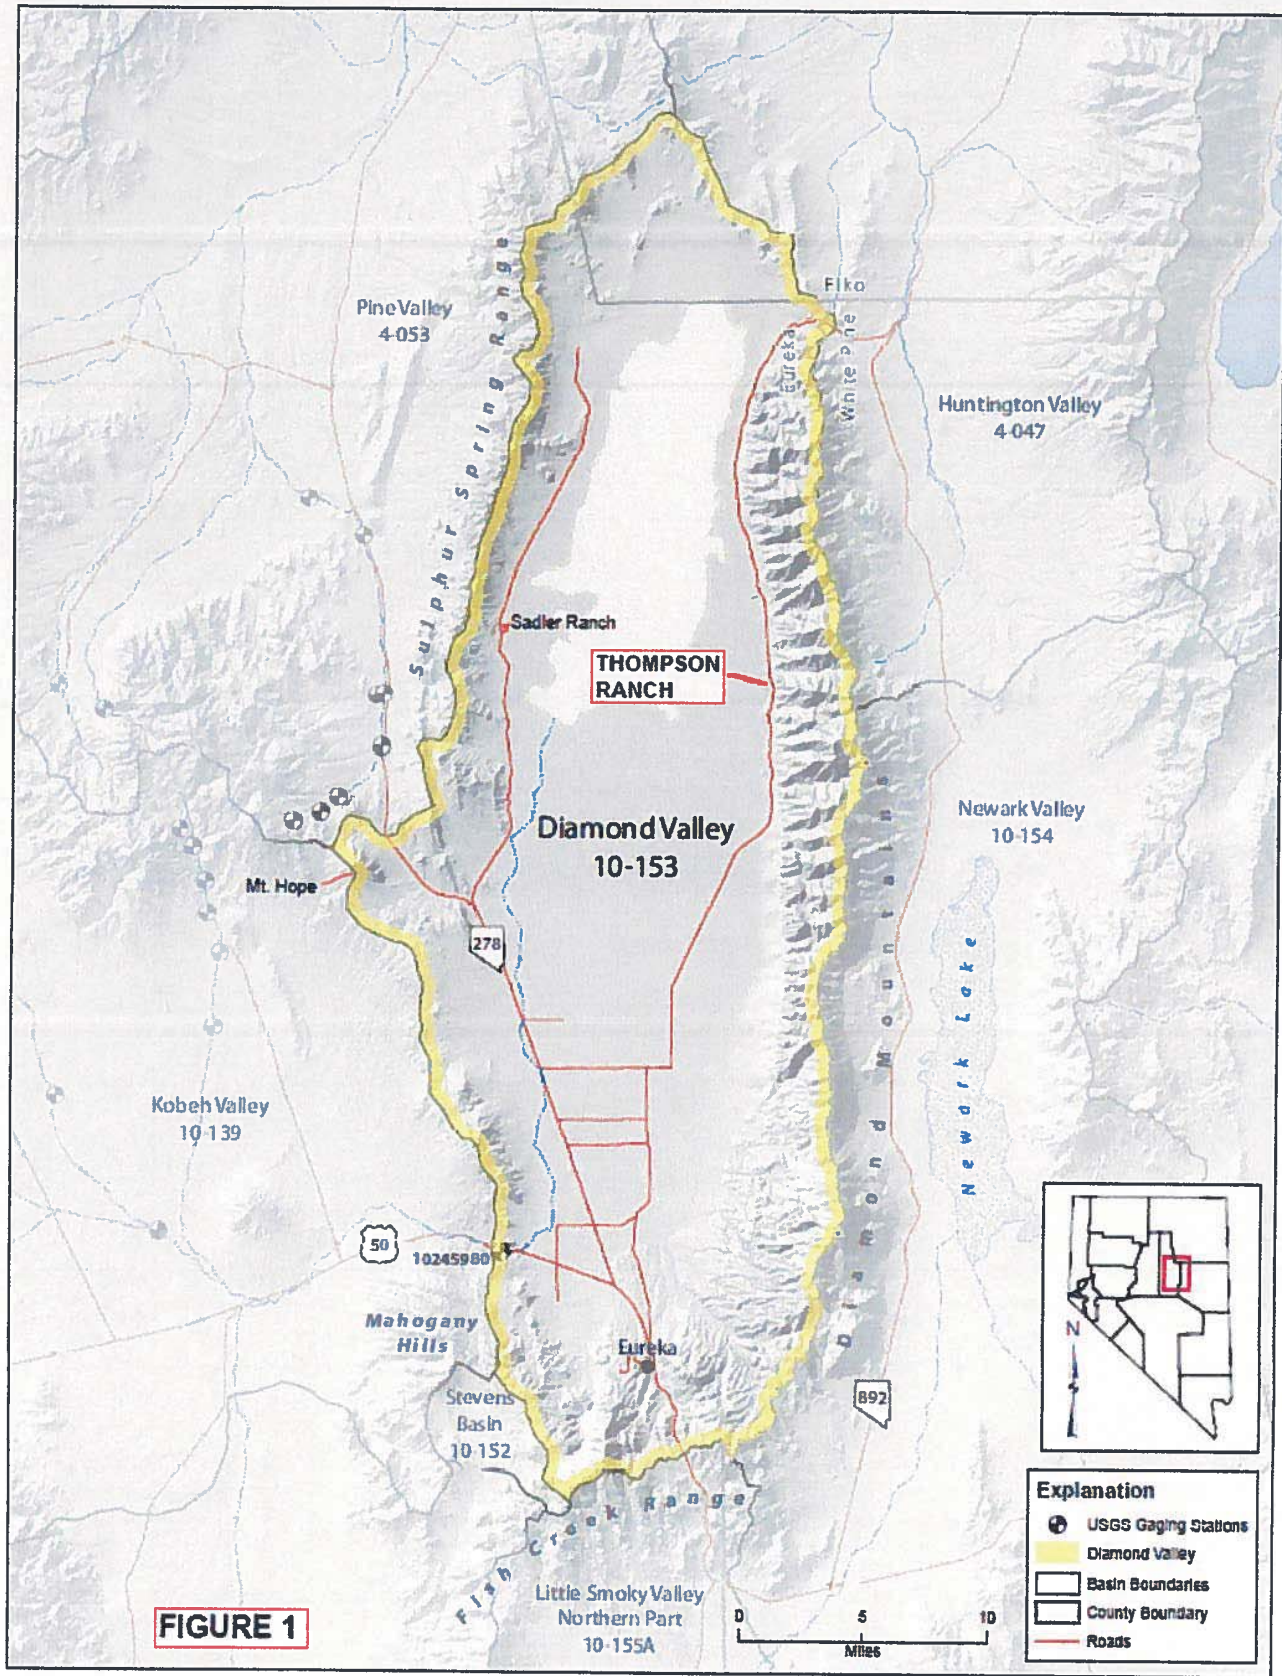 Elko
Pine Valley
4-053
Sulphur Spring Range
Eureka
White Pine
Huntington Valley
4-047
Sadler Ranch
THOMPSON
RANCH
Diamond Valley
10-153
Newark Valley
10-154
Mt. Hope
278
Diamond Mountains
Newark Lake
Kobeh Valley
10-139
50
10245980
Mahogany
Hills
Eureka
Stevens
Basin
10-152
892
N
Fish Creek Range
Little Smoky Valley
Northern Part
10-155A
FIGURE 1
0 5 10
Miles
Explanation
USGS Gaging Stations
Diamond Valley
Basin Boundaries
County Boundary
Roads